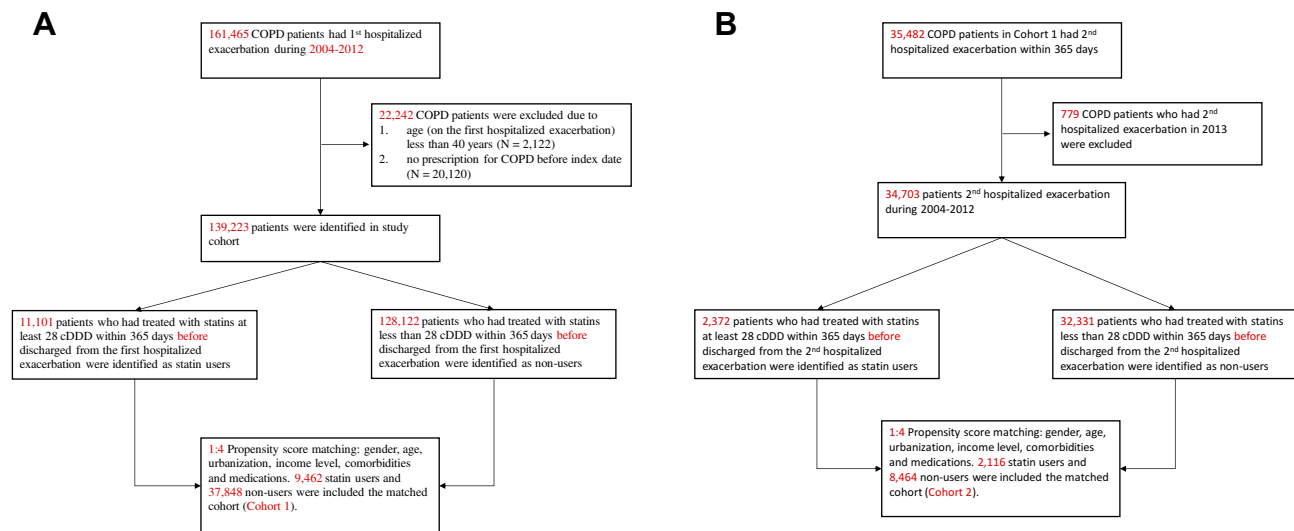 A
161,465 COPD patients had 1st hospitalized
exacerbation during 2004-2012
22,242 COPD patients were excluded due to
1. age (on the first hospitalized exacerbation)
less than 40 years (N = 2,122)
2. no prescription for COPD before index date
(N = 20,120)
139,223 patients were identified in study
cohort
11,101 patients who had treated with statins at
least 28 cDDD within 365 days before
discharged from the first hospitalized
exacerbation were identified as statin users
128,122 patients who had treated with statins
less than 28 cDDD within 365 days before
discharged from the first hospitalized
exacerbation were identified as non-users
1:4 Propensity score matching: gender, age,
urbanization, income level, comorbidities
and medications. 9,462 statin users and
37,848 non-users were included the matched
cohort (Cohort 1).
B
35,482 COPD patients in Cohort 1 had 2nd
hospitalized exacerbation within 365 days
779 COPD patients who had 2nd
hospitalized exacerbation in 2013
were excluded
34,703 patients 2nd hospitalized exacerbation
during 2004-2012
2,372 patients who had treated with statins
at least 28 cDDD within 365 days before
discharged from the 2nd hospitalized
exacerbation were identified as statin users
32,331 patients who had treated with statins
less than 28 cDDD within 365 days before
discharged from the 2nd hospitalized
exacerbation were identified as non-users
1:4 Propensity score matching: gender, age,
urbanization, income level, comorbidities
and medications. 2,116 statin users and
8,464 non-users were included the matched
cohort (Cohort 2).